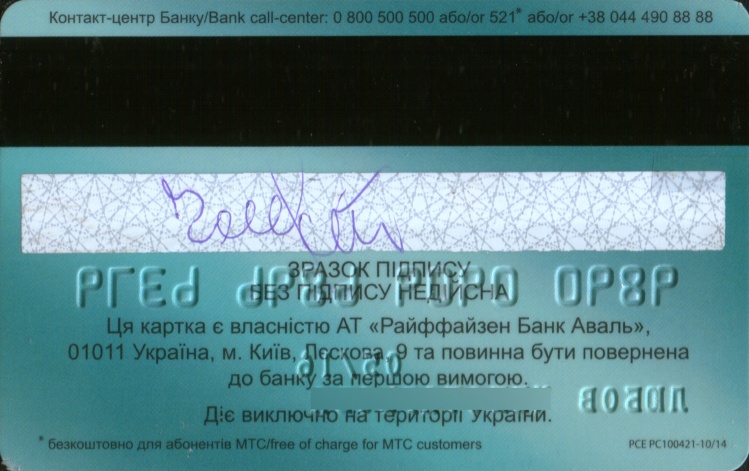 Контакт-центр Банку/Bank call-center: 0 800 500 500 або/or 521* або/or +38 044 490 88 88
ЗРАЗОК ПІДПИСУ
БЕЗ ПІДПИСУ НЕДІЙСНА
Ця картка є власністю АТ «Райффайзен Банк Аваль»,
01011 Україна, м. Київ, Лєскова, 9 та повинна бути повернена
до банку за першою вимогою.
Діє виключно на території України.
* безкоштовно для абонентів МТС/free of charge for МТС customers
PCE PC100421-10/14